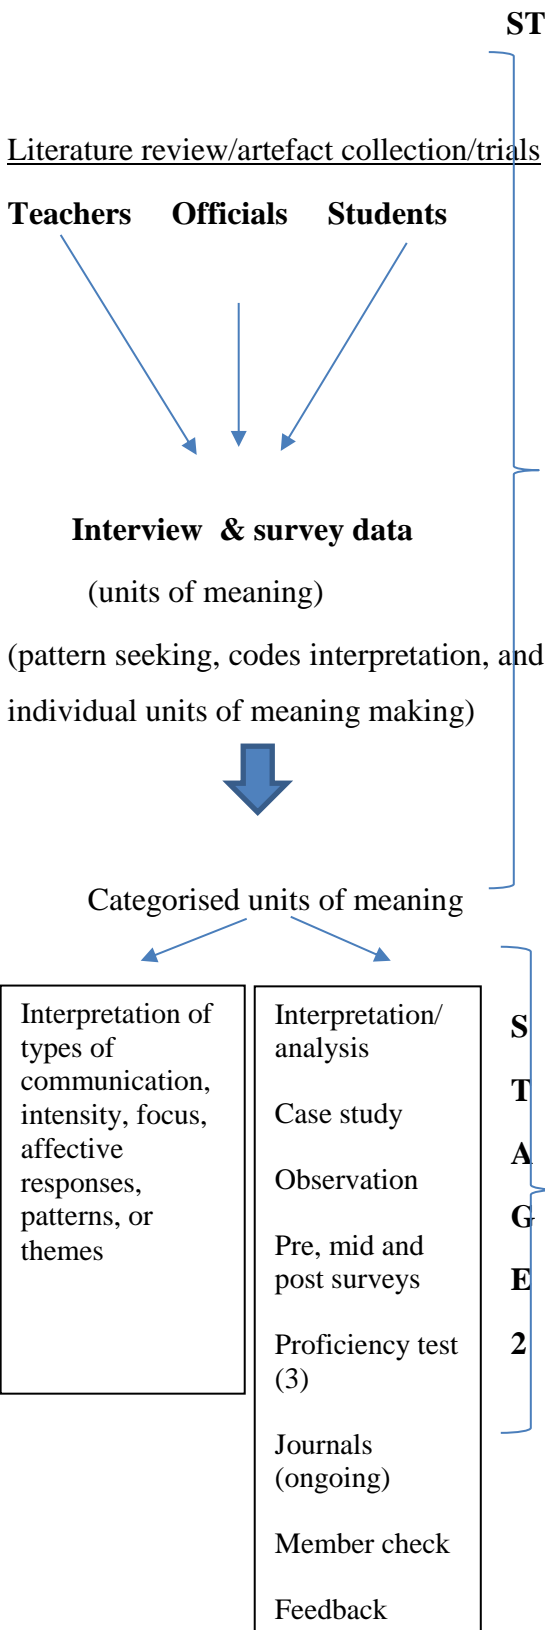 ST
Literature review/artefact collection/trials
Teachers Officials Students
Interview & survey data
(units of meaning)
(pattern seeking, codes interpretation, and
individual units of meaning making)
Categorised units of meaning
Interpretation of
types of
communication,
intensity, focus,
affective
responses,
patterns, or
themes
Interpretation/
analysis
Case study
Observation
Pre, mid and
post surveys
Proficiency test
(3)
Journals
(ongoing)
Member check
Feedback
S
T
A
G
E
2